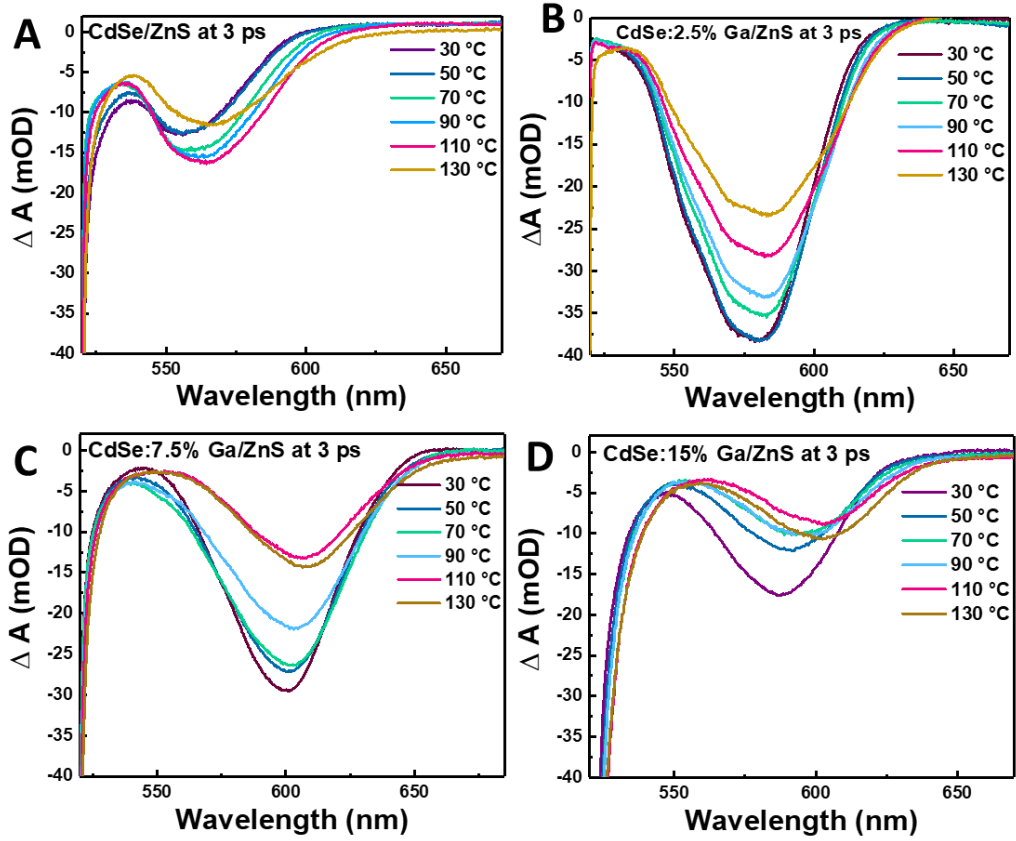 A
CdSe/ZnS at 3 ps
30 °C
50 °C
70 °C
90 °C
110 °C
130 °C
0
-5
-10
-15
-20
-25
-30
-35
-40
550
600
650
Δ A (mOD)
Wavelength (nm)
B
CdSe:2.5% Ga/ZnS at 3 ps
30 °C
50 °C
70 °C
90 °C
110 °C
130 °C
0
-5
-10
-15
-20
-25
-30
-35
-40
550
600
650
ΔA (mOD)
Wavelength (nm)
C
CdSe:7.5% Ga/ZnS at 3 ps
30 °C
50 °C
70 °C
90 °C
110 °C
130 °C
0
-5
-10
-15
-20
-25
-30
-35
-40
550
600
650
Δ A (mOD)
Wavelength (nm)
D
CdSe:15% Ga/ZnS at 3 ps
30 °C
50 °C
70 °C
90 °C
110 °C
130 °C
0
-5
-10
-15
-20
-25
-30
-35
-40
550
600
650
Δ A (mOD)
Wavelength (nm)